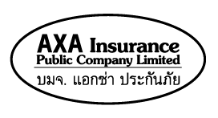 AXA Insurance
Public Company Limited
บมจ. แอกซ่า ประกันภัย